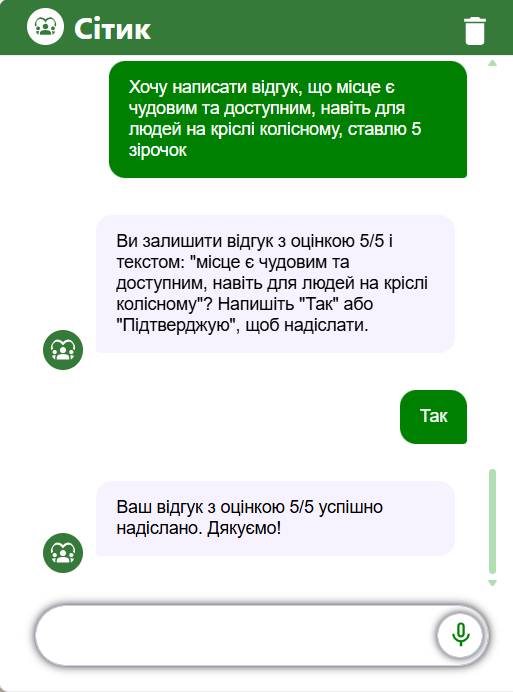 Сітик
Хочу написати відгук, що місце є
чудовим та доступним, навіть для
людей на кріслі колісному, ставлю 5
зірочок
Ви залишити відгук з оцінкою 5/5 і
текстом: "місце є чудовим та
доступним, навіть для людей на кріслі
колісному"? Напишіть "Так" або
"Підтверджую", щоб надіслати.
Так
Ваш відгук з оцінкою 5/5 успішно
надіслано. Дякуємо!